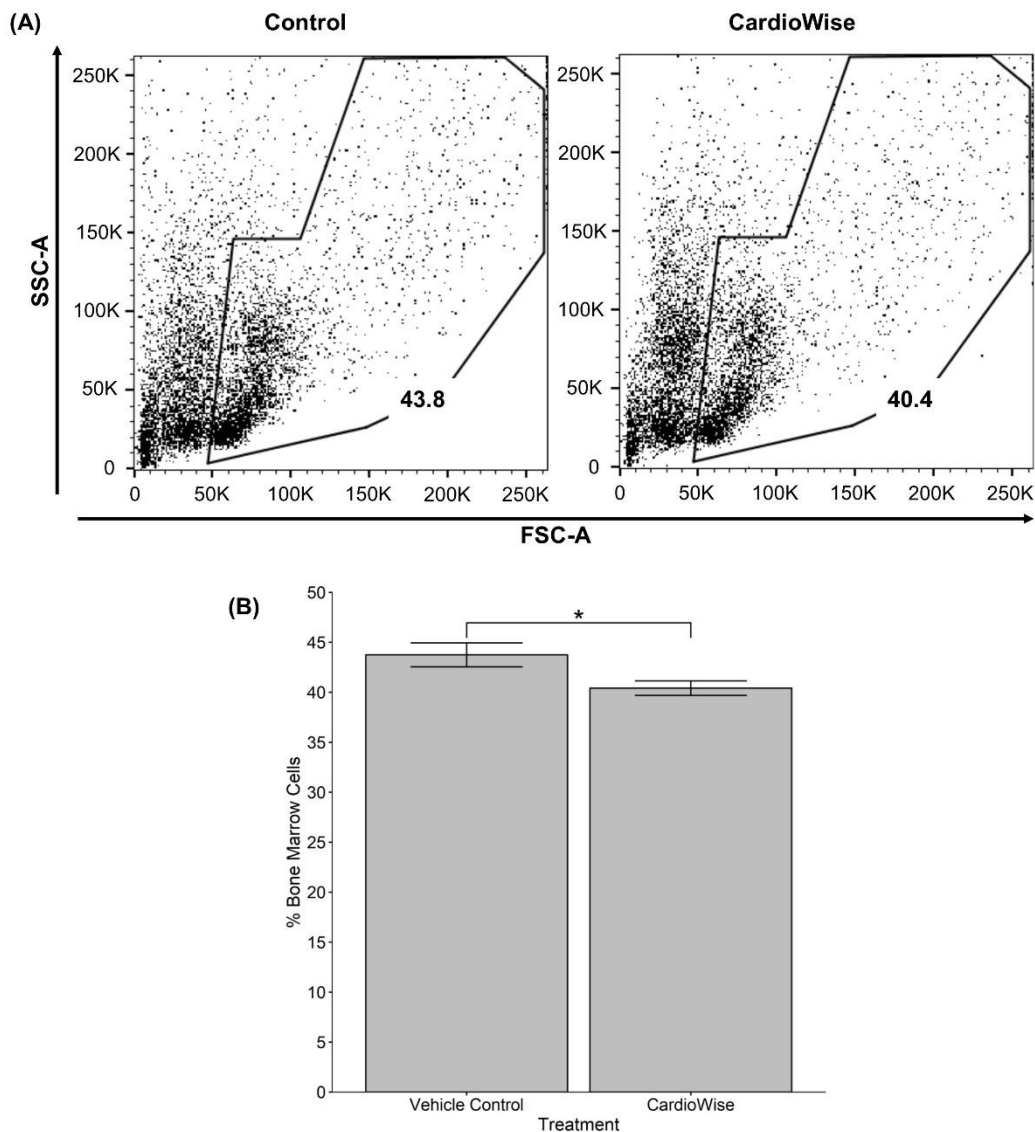 (A) Control CardioWise
250K 250K
200K 200K
150K 150K
SSC-A
100K 100K
50K 50K
43.8 40.4
0 0
0 50K 100K 150K 200K 250K 0 50K 100K 150K 200K 250K
FSC-A
(B)
50
*
45
40
35
30
25
20
15
10
5
0
% Bone Marrow Cells
Vehicle Control CardioWise
Treatment